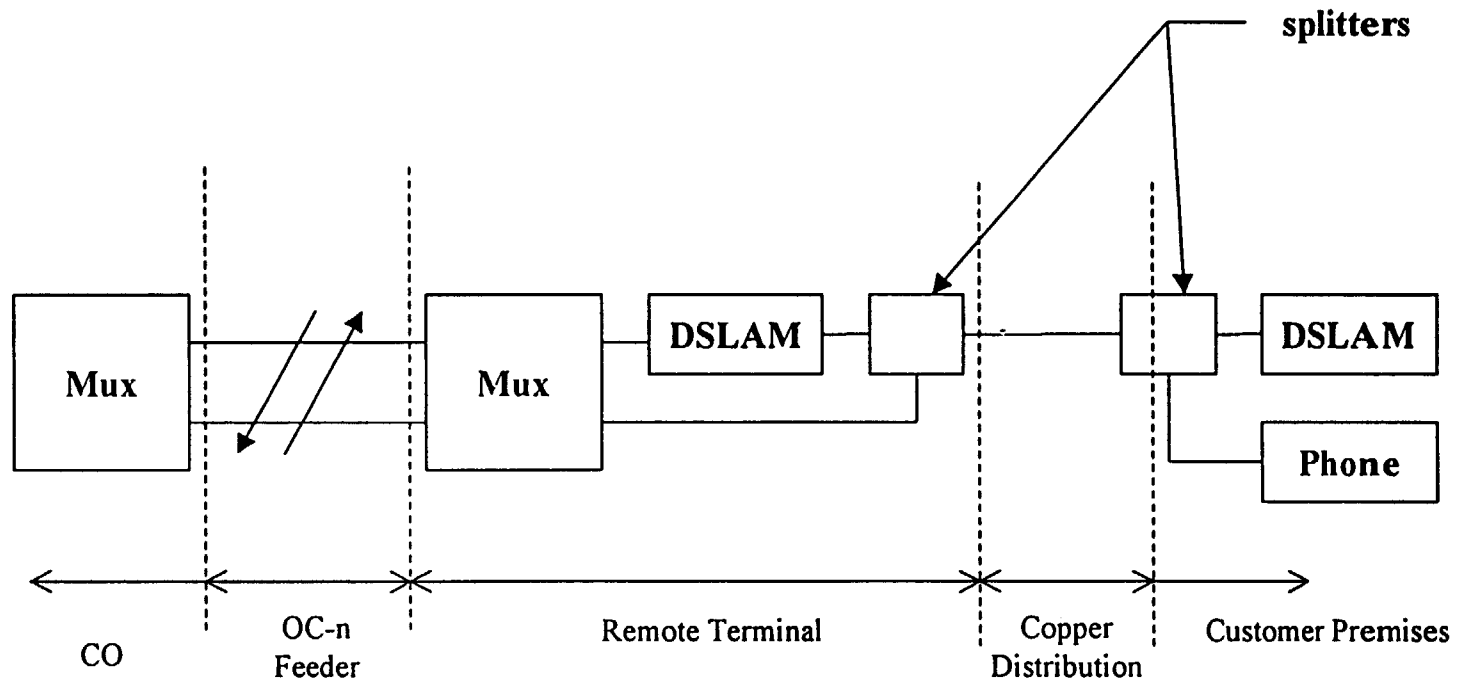 splitters
Mux
Mux
DSLAM
DSLAM
Phone
CO
OC-n
Feeder
Remote Terminal
Copper
Distribution
Customer Premises